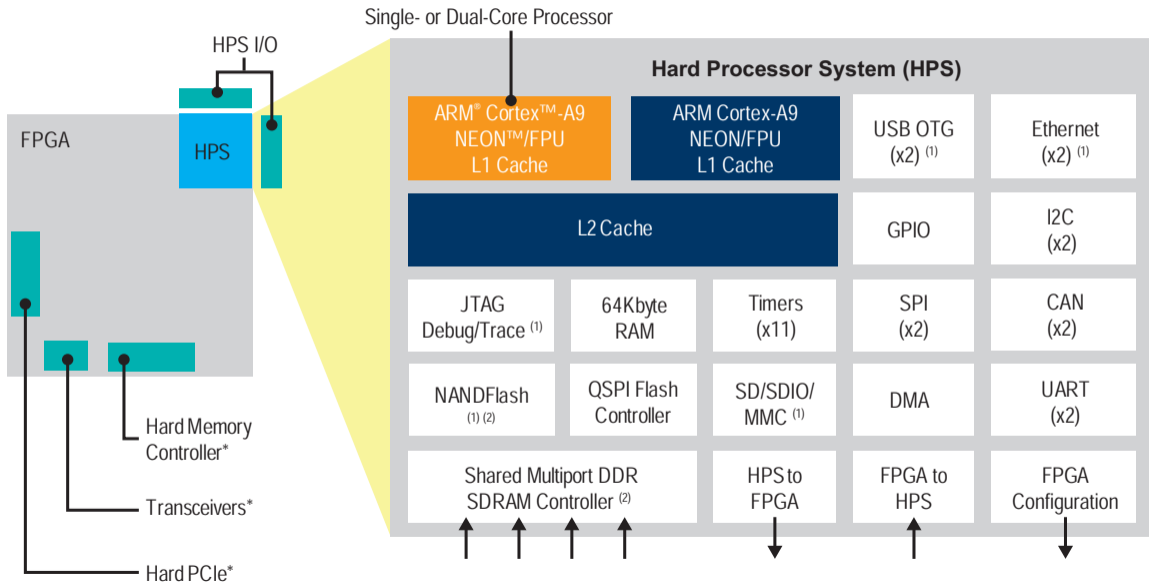 Single- or Dual-Core Processor
HPS I/O
FPGA
HPS
Hard Memory
Controller*
Transceivers*
Hard PCIe*
Hard Processor System (HPS)
ARM® Cortex™-A9
NEON™/FPU
L1 Cache
ARM Cortex-A9
NEON/FPU
L1 Cache
USB OTG
(x2) (1)
Ethernet
(x2) (1)
L2 Cache
GPIO
I2C
(x2)
JTAG
Debug/Trace (1)
64Kbyte
RAM
Timers
(x11)
SPI
(x2)
CAN
(x2)
NANDFlash
(1) (2)
QSPI Flash
Controller
SD/SDIO/
MMC (1)
DMA
UART
(x2)
Shared Multiport DDR
SDRAM Controller (2)
HPS to
FPGA
FPGA to
HPS
FPGA
Configuration